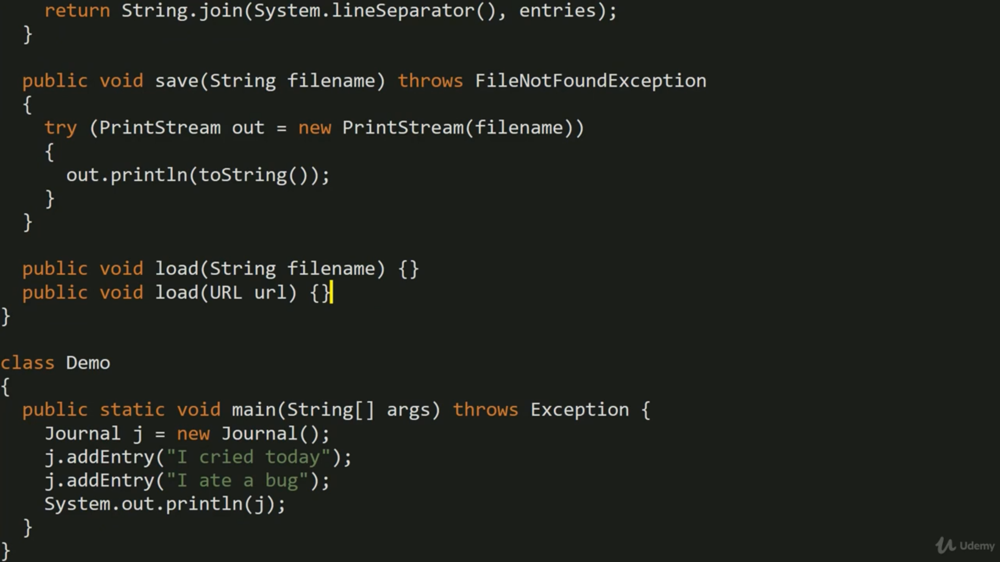 return String.join(System.lineSeparator(), entries);
  }

  public void save(String filename) throws FileNotFoundException
  {
    try (PrintStream out = new PrintStream(filename))
    {
      out.println(toString());
    }
  }

  public void load(String filename) {}
  public void load(URL url) {}
}

class Demo
{
  public static void main(String[] args) throws Exception {
    Journal j = new Journal();
    j.addEntry("I cried today");
    j.addEntry("I ate a bug");
    System.out.println(j);
  }
}
Udemy